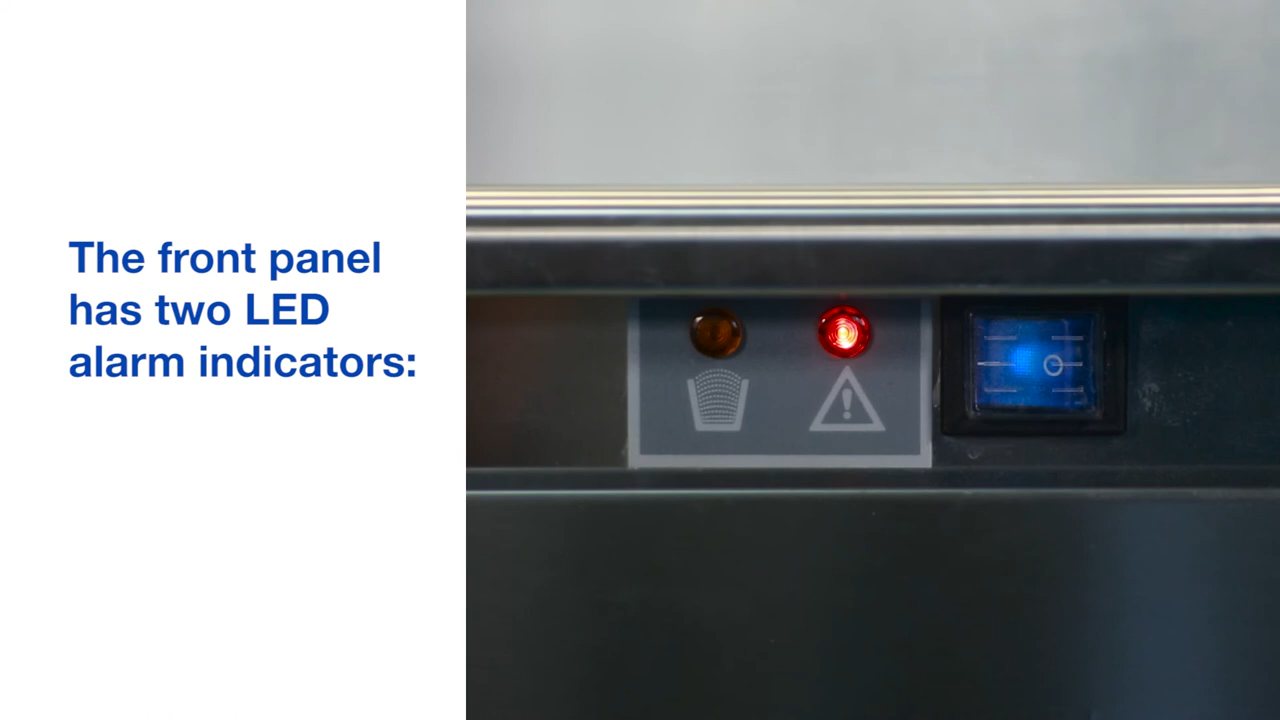 The front panel
has two LED
alarm indicators: